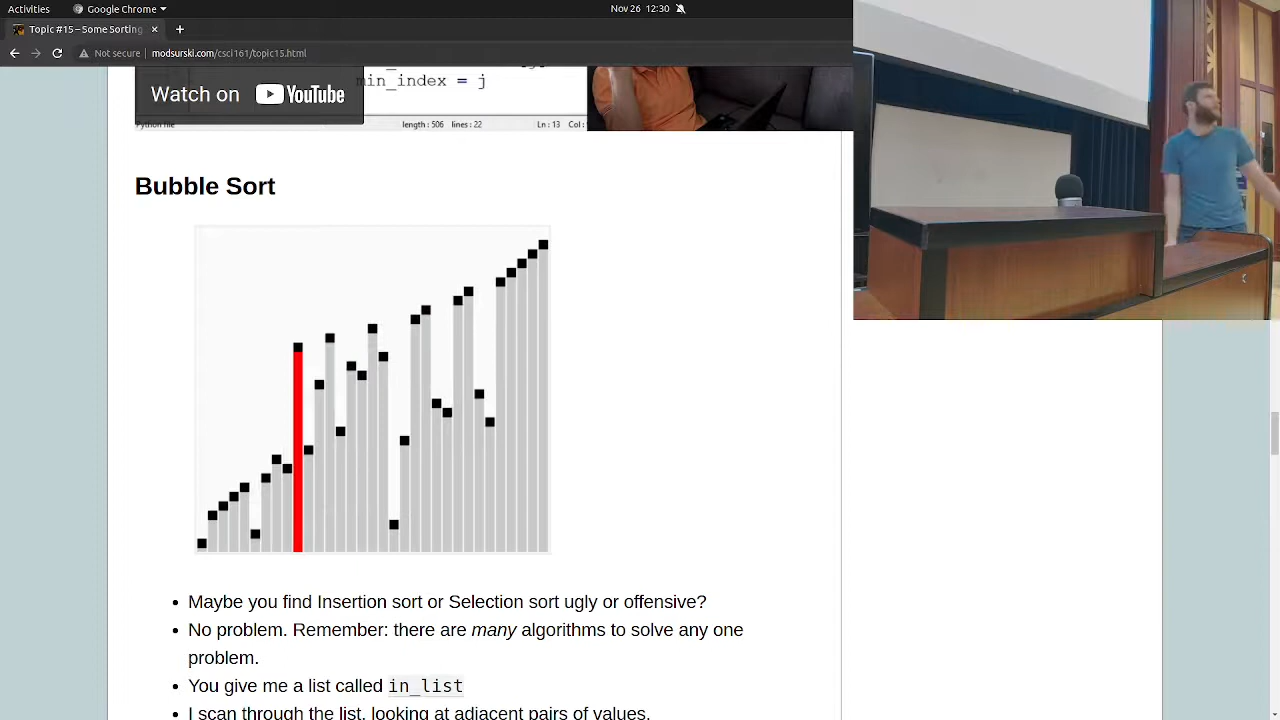 Activities
Google Chrome
Nov 26 12:30
Topic #15 – Some Sorting
Not secure
modsurski.com/csci161/topic15.html
min_index = j
Watch on YouTube
Python file
length : 506 lines : 22
Ln : 13 Col :
Bubble Sort
Maybe you find Insertion sort or Selection sort ugly or offensive?
No problem. Remember: there are many algorithms to solve any one
problem.
You give me a list called in_list
I scan through the list, looking at adjacent pairs of values.